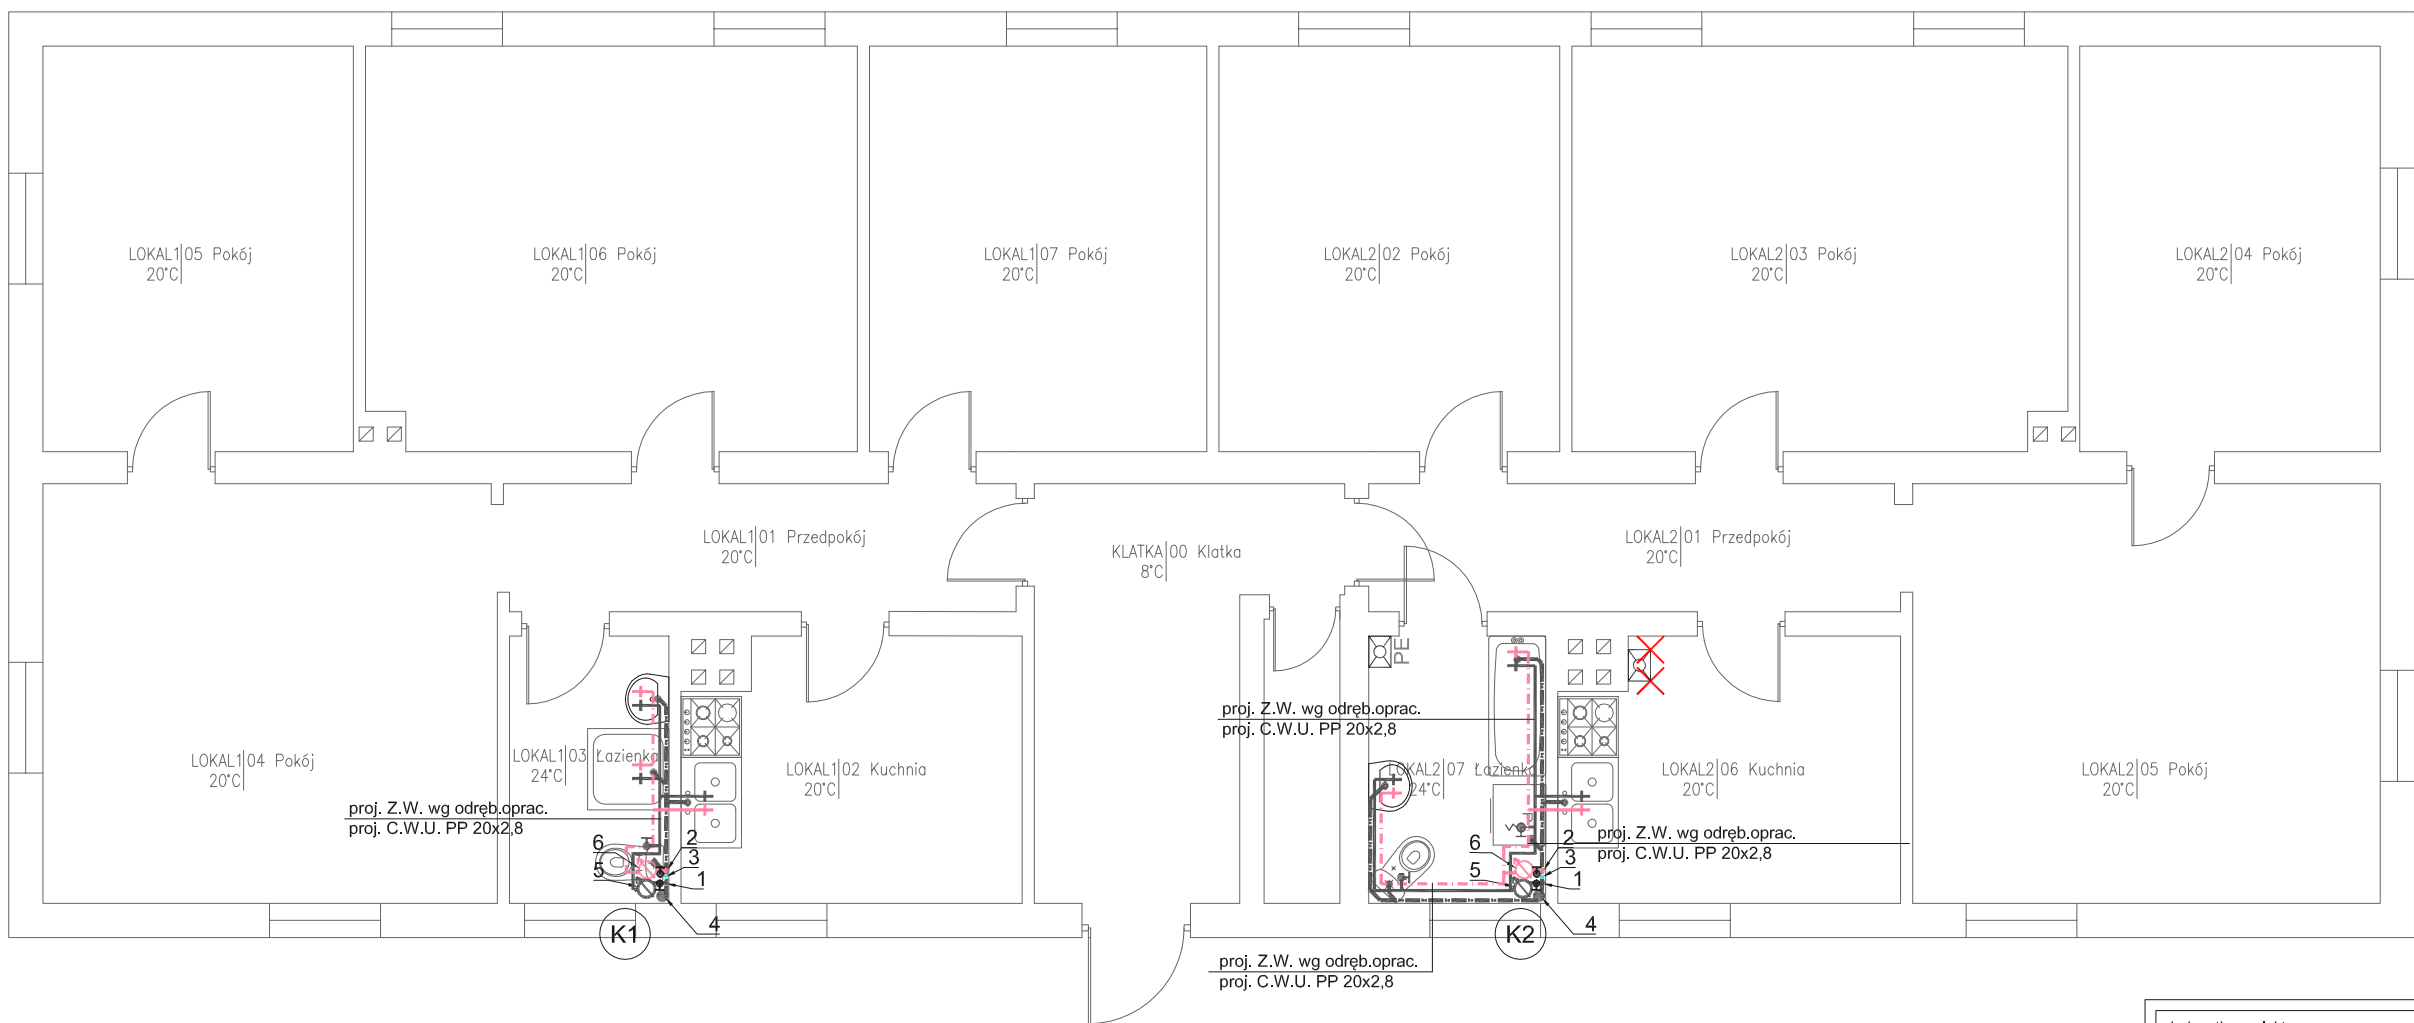 LOKAL1 05 Pokój
20°C
LOKAL1 06 Pokój
20°C
LOKAL1 07 Pokój
20°C
LOKAL2 02 Pokój
20°C
LOKAL2 03 Pokój
20°C
LOKAL2 04 Pokój
20°C
LOKAL1 01 Przedpokój
20°C
KLATKA 00 Klatka
8°C
LOKAL2 01 Przedpokój
20°C
PE
LOKAL1 04 Pokój
20°C
LOKAL1 03 Łazienka
24°C
LOKAL1 02 Kuchnia
20°C
proj. Z.W. wg odręb.oprac.
proj. C.W.U. PP 20x2,8
LOKAL2 07 Łazienka
24°C
LOKAL2 06 Kuchnia
20°C
LOKAL2 05 Pokój
20°C
proj. Z.W. wg odręb.oprac.
proj. C.W.U. PP 20x2,8
6
5
2
3
1
4
K1
6
5
2
3
1
4
K2
proj. Z.W. wg odręb.oprac.
proj. C.W.U. PP 20x2,8
proj. Z.W. wg odręb.oprac.
proj. C.W.U. PP 20x2,8